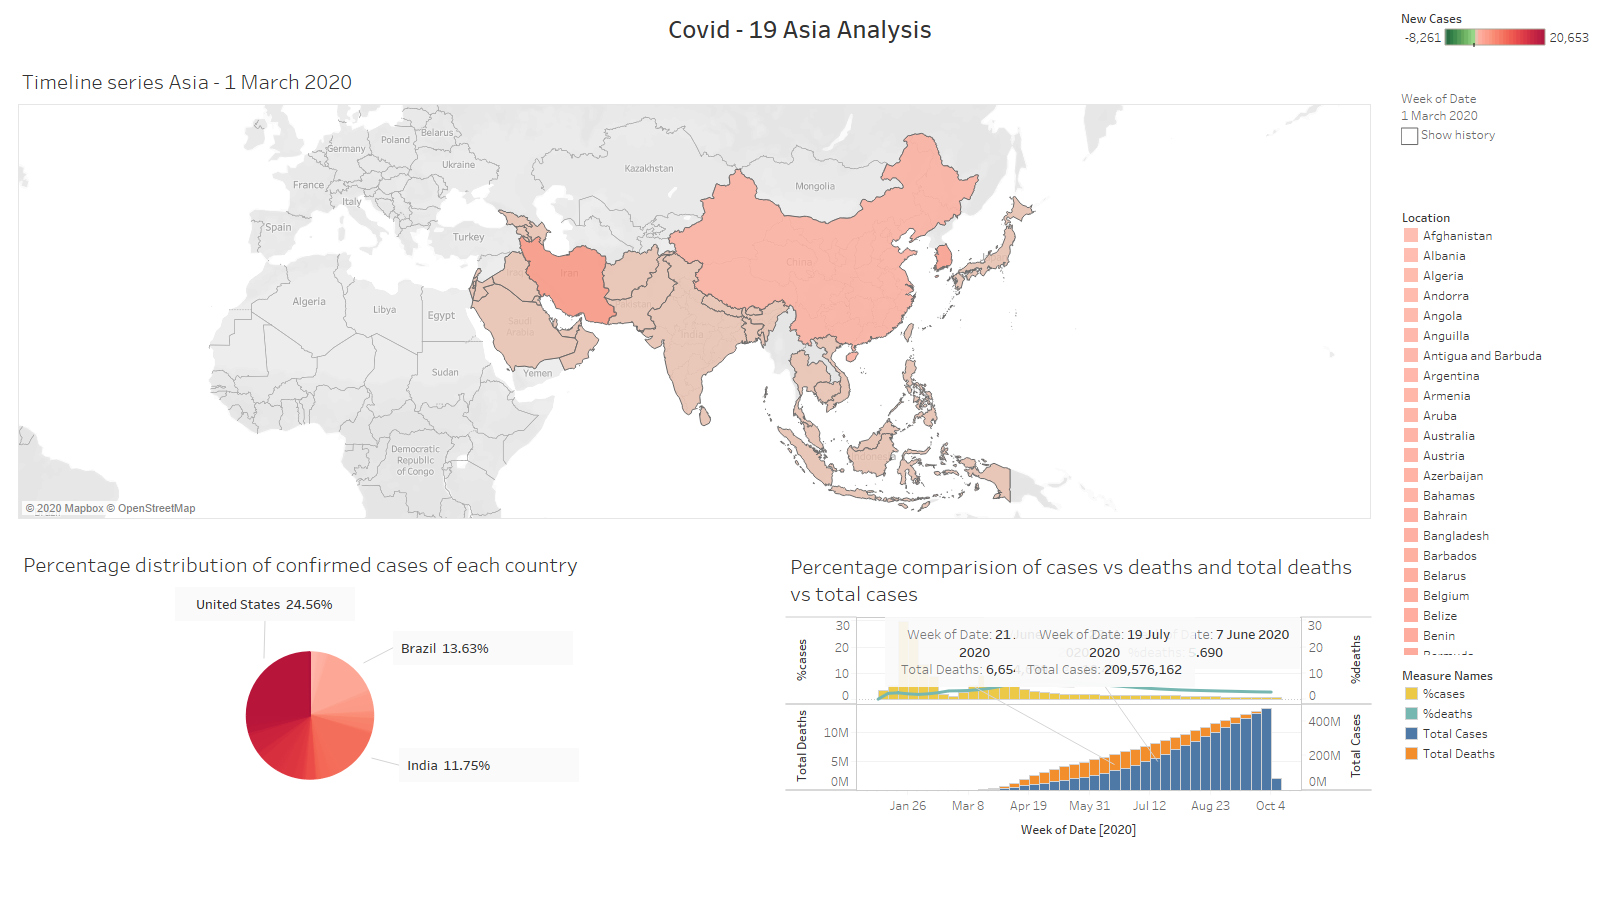 Covid - 19 Asia Analysis
New Cases
-8,261
20,653
Timeline series Asia - 1 March 2020
Week of Date
1 March 2020
Show history
Belarus
Poland
Germany
Ukraine
Kazakhstan
France
Mongolia
Italy
Spain
Turkey
China
Iraq
Iran
Algeria
Libya
Egypt
Pakistan
Saudi
Arabia
India
Sudan
Yemen
Democratic
Republic
of Congo
Indonesia
© 2020 Mapbox © OpenStreetMap
Location
Afghanistan
Albania
Algeria
Andorra
Angola
Anguilla
Antigua and Barbuda
Argentina
Armenia
Aruba
Australia
Austria
Azerbaijan
Bahamas
Bahrain
Bangladesh
Barbados
Belarus
Belgium
Belize
Benin
Measure Names
%cases
%deaths
Total Cases
Total Deaths
Percentage distribution of confirmed cases of each country
United States 24.56%
Brazil 13.63%
India 11.75%
Percentage comparision of cases vs deaths and total deaths
vs total cases
%cases
30
20
10
0
Week of Date: 21 June
2020
Total Deaths: 6,654
Week of Date: 19 July
2020
Total Cases: 209,576,162
Date: 7 June 2020
%deaths: 5.690
30
20
10
0
%deaths
Total Deaths
10M
5M
0M
400M
200M
0M
Total Cases
Jan 26
Mar 8
Apr 19
May 31
Jul 12
Aug 23
Oct 4
Week of Date [2020]